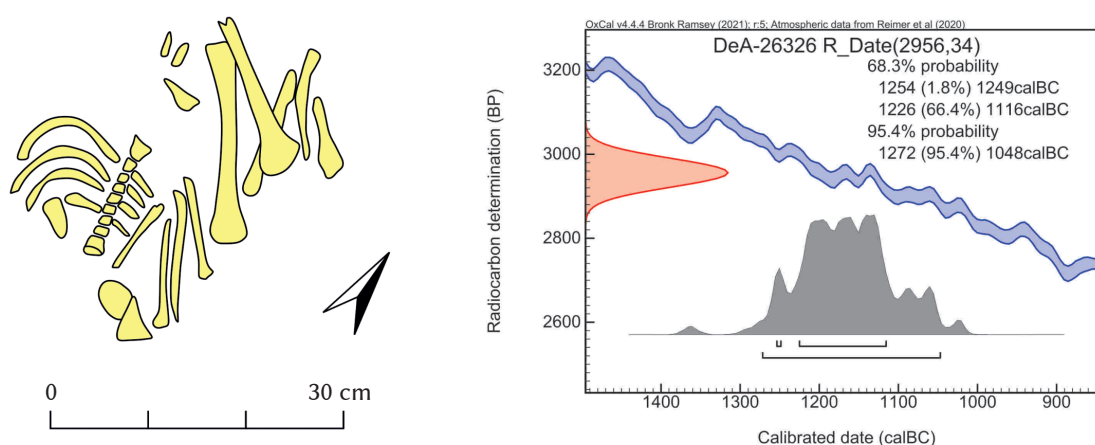 0 30 cm
OxCal v4.4.4 Bronk Ramsey (2021); r:5; Atmospheric data from Reimer et al (2020)
DeA-26326 R_Date(2956,34)
68.3% probability
1254 (1.8%) 1249calBC
1226 (66.4%) 1116calBC
95.4% probability
1272 (95.4%) 1048calBC
Radiocarbon determination (BP)
3200
3000
2800
2600
1400 1300 1200 1100 1000 900
Calibrated date (calBC)